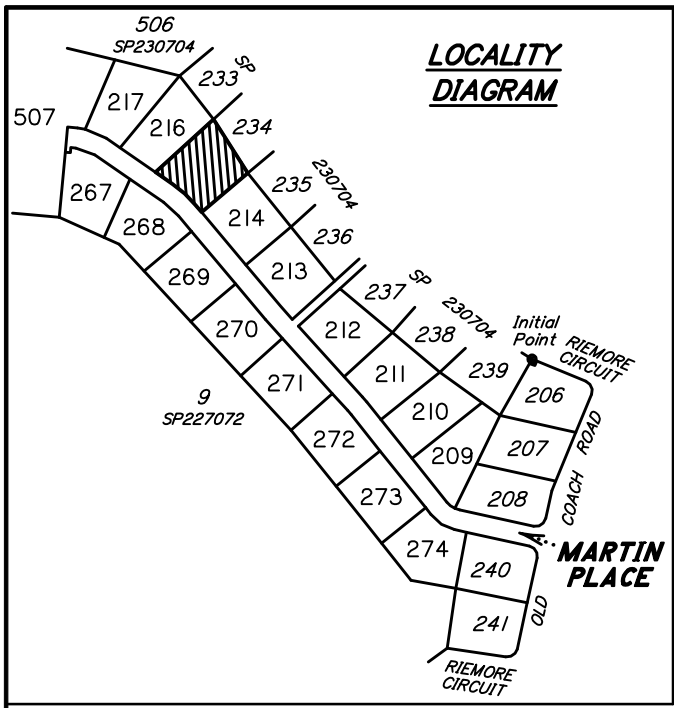 LOCALITY
DIAGRAM
506
SP230704
507
217
216
233
SP
234
235
230704
236
214
213
267
268
269
270
271
272
273
274
9
SP227072
212
211
210
209
237
SP
238
230704
239
Initial
Point
RIEMORE
CIRCUIT
206
207
208
COACH ROAD
MARTIN
PLACE
240
241
OLD
RIEMORE
CIRCUIT